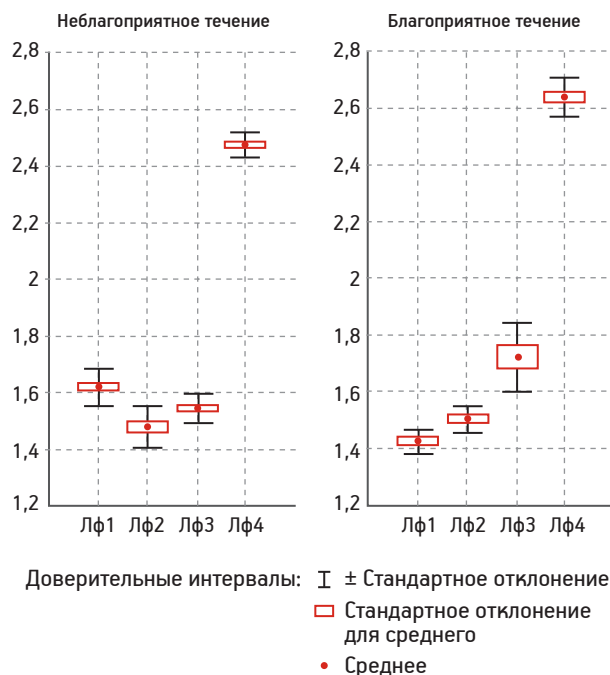 Неблагоприятное течение
2,8
2,6
2,4
2,2
2
1,8
1,6
1,4
1,2
Лф1 Лф2 Лф3 Лф4
Благоприятное течение
2,8
2,6
2,4
2,2
2
1.8
1,6
1,4
1,2
Лф1 Лф2 Лф3 Лф4
Доверительные интервалы: ± Стандартное отклонение
Стандартное отклонение
для среднего
Среднее